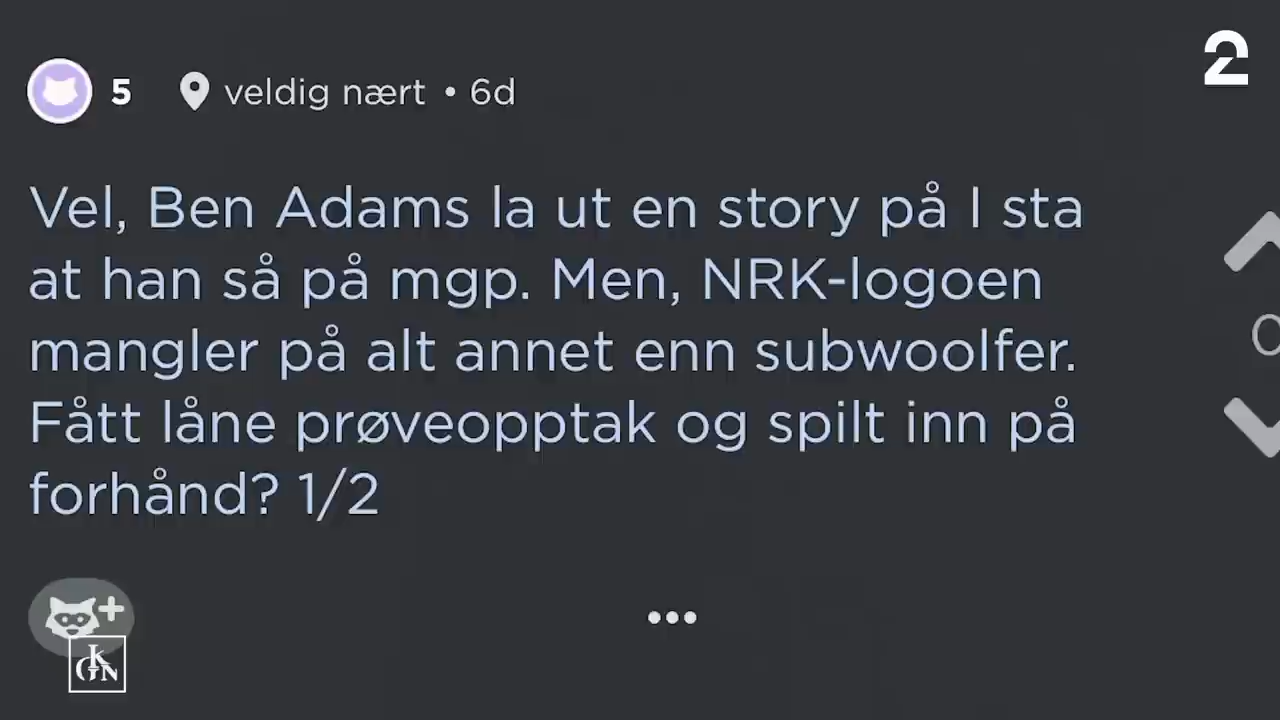 2
5 veldig nært • 6d
Vel, Ben Adams la ut en story på I sta
at han så på mgp. Men, NRK-logoen
mangler på alt annet enn subwoolfer.
Fått låne prøveopptak og spilt inn på
forhånd? 1/2
KGN